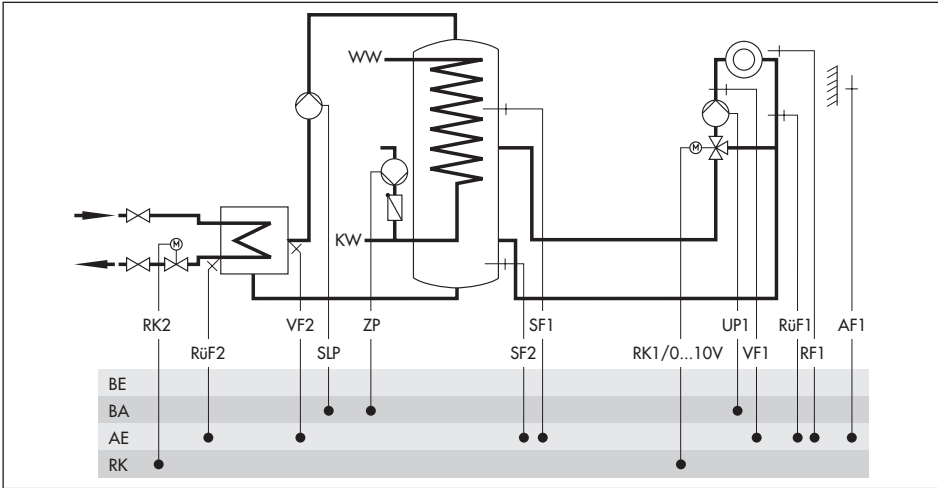 WW
M
KW
M
RK2
VF2
ZP
SF1
UP1
RüF1
AF1
RüF2
SLP
SF2
RK1/0...10V
VF1
RF1
BE
BA
AE
RK